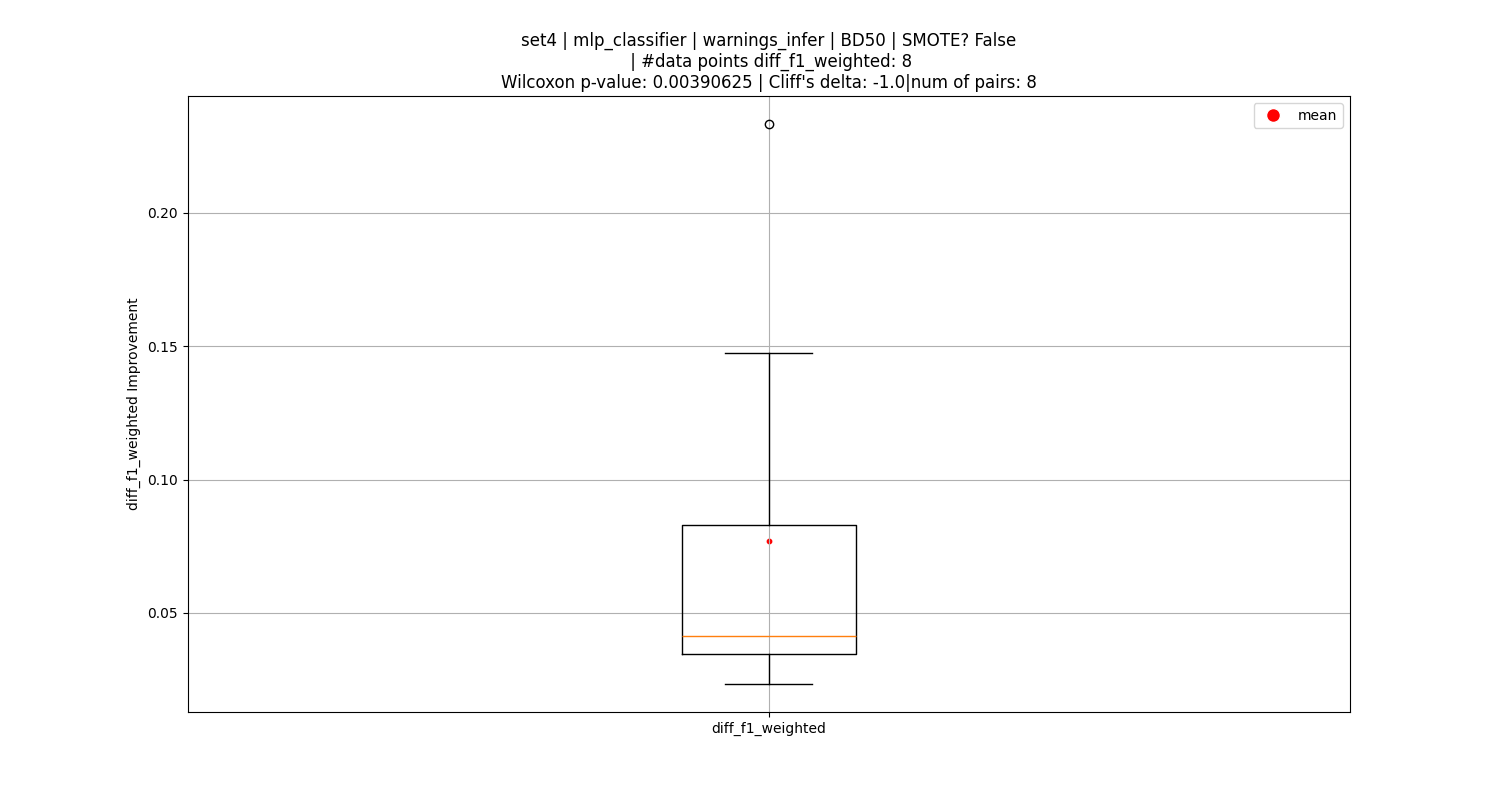 set4 | mlp_classifier | warnings_infer | BD50 | SMOTE? False
| #data points diff_f1_weighted: 8
Wilcoxon p-value: 0.00390625 | Cliff's delta: -1.0|num of pairs: 8
mean
0.20
0.15
0.10
0.05
diff_f1_weighted Improvement
diff_f1_weighted